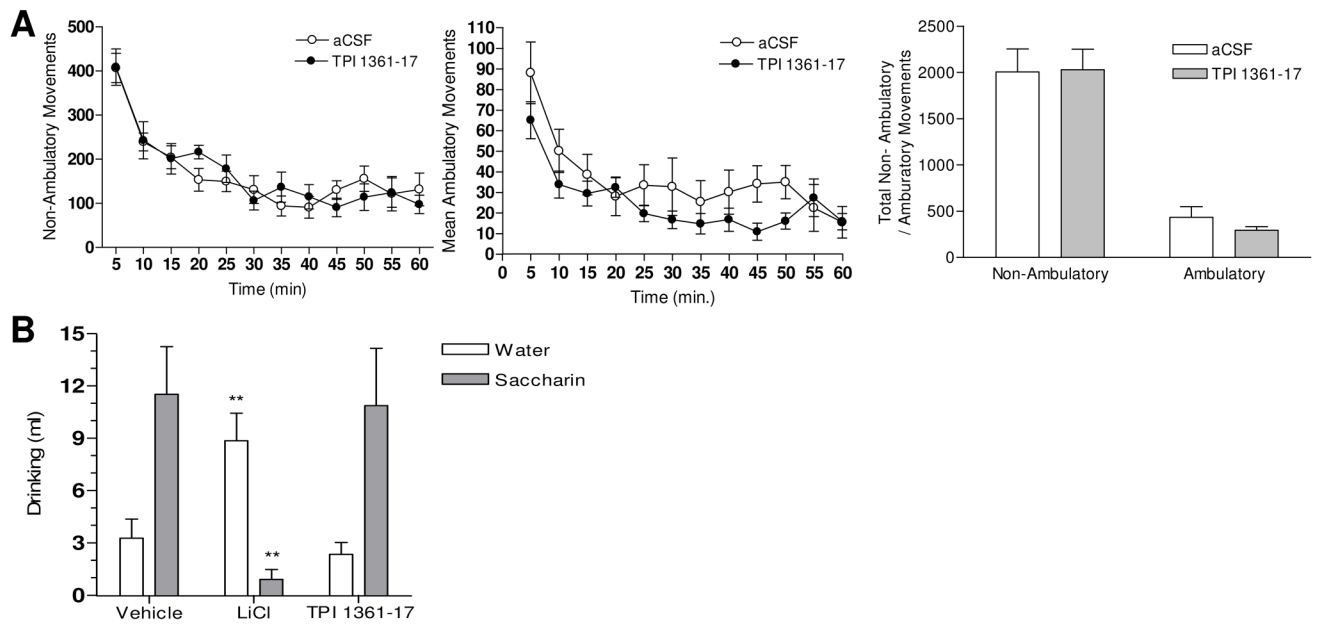 A
500
400
300
200
100
0
Non-Ambulatory Movements
aCSF
TPI 1361-17
5 10 15 20 25 30 35 40 45 50 55 60
Time (min)
110
100
90
80
70
60
50
40
30
20
10
0
Mean Ambulatory Movements
aCSF
TPI 1361-17
0 5 10 15 20 25 30 35 40 45 50 55 60
Time (min.)
2500
2000
1500
1000
500
0
Total Non- Ambulatory
/ Amburatory Movements
aCSF
TPI 1361-17
Non-Ambulatory Ambulatory
B
15
12
9
6
3
0
Drinking (ml)
**
**
Water
Saccharin
Vehicle LiCl TPI 1361-17